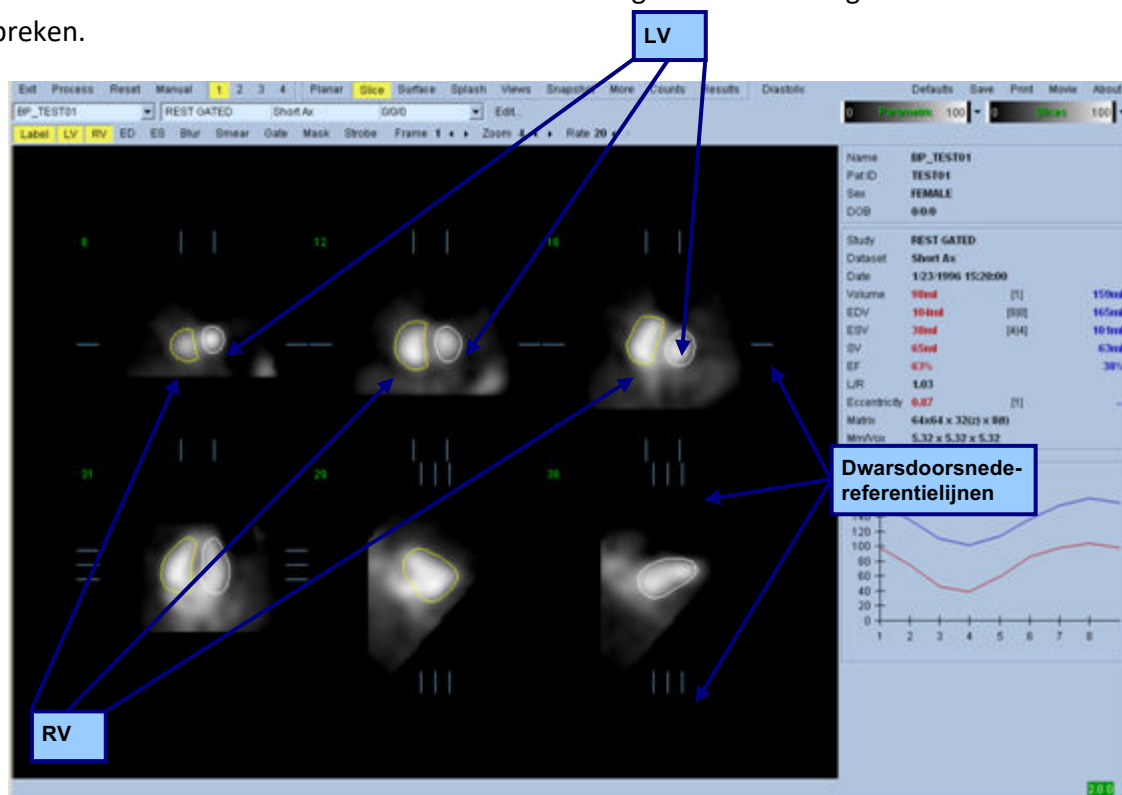 preken.
LV
Exit Process Reset Manual 1 2 3 4 Planar Slice Surface Splash Views Snapshot More Counts Results Diastolic Defaults Save Print Movie About
BP_TEST01 REST GATED Short Ax 0/0/0 Edit...
0 Parametric 100 0 Slices 100
Label LV RV ED ES Blur Smear Gate Mask Strobe Frame 1 Zoom 4 Rate 20
Name BP_TEST01
Pat ID TEST01
Sex FEMALE
DOB 0/0/0
8 12 16
Study REST GATED
Dataset Short Ax
Date 1/23/1996 15:20:00
Volume 98ml [1] 159ml
EDV 104ml [8|8] 165ml
ESV 38ml [4|4] 101ml
SV 65ml 63ml
EF 63% 38%
L/R 1.03
Eccentricity 0.87 [1]
Matrix 64x64 x 32(z) x 8(t)
Mm/Vox 5.32 x 5.32 x 5.32
31 29 38
Dwarsdoorsnede-
referentielijnen
140
120
100
80
60
40
20
0
1 2 3 4 5 6 7 8
RV
2 0 0